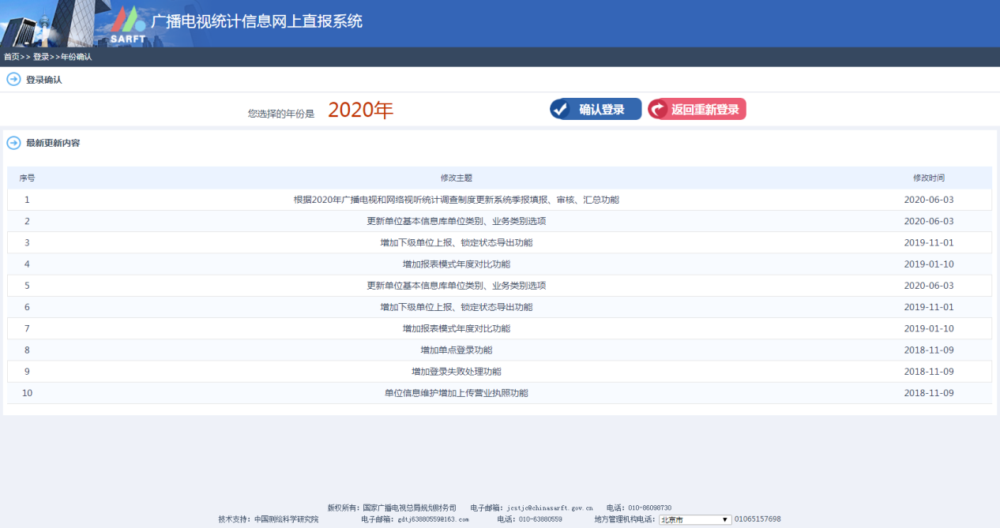 SARFT 广播电视统计信息网上直报系统
首页>> 登录>>年份确认
登录确认
您选择的年份是 2020年 确认登录 返回重新登录
最新更新内容
序号 修改主题 修改时间
1 根据2020年广播电视和网络视听统计调查制度更新系统季报填报、审核、汇总功能 2020-06-03
2 更新单位基本信息库单位类别、业务类别选项 2020-06-03
3 增加下级单位上报、锁定状态导出功能 2019-11-01
4 增加报表模式年度对比功能 2019-01-10
5 更新单位基本信息库单位类别、业务类别选项 2020-06-03
6 增加下级单位上报、锁定状态导出功能 2019-11-01
7 增加报表模式年度对比功能 2019-01-10
8 增加单点登录功能 2018-11-09
9 增加登录失败处理功能 2018-11-09
10 单位信息维护增加上传营业执照功能 2018-11-09
版权所有：国家广播电视总局规划财务司 电子邮箱：jcstjc@chinasarft.gov.cn 电话：010-86098730
技术支持：中国测绘科学研究院 电子邮箱：gdtj63880559@163.com 电话：010-63880559 地方管理机构电话： 北京市 01065157698